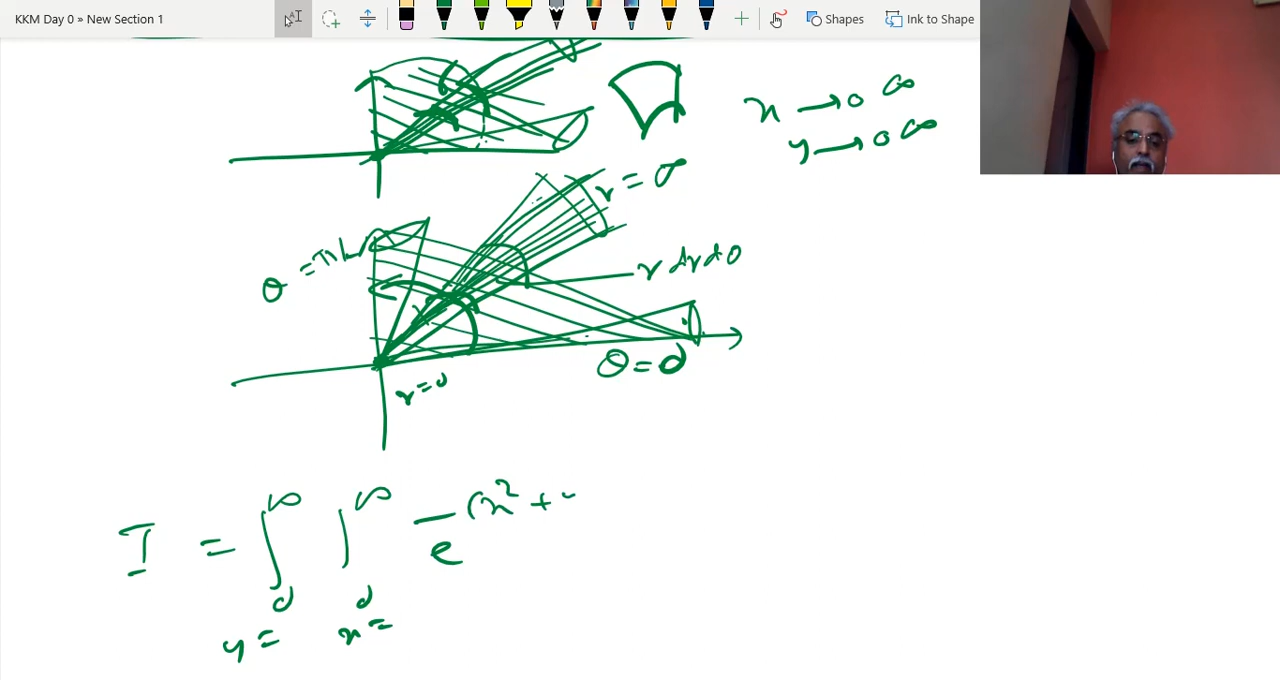 KKM Day 0 » New Section 1
Shapes
Ink to Shape
x → 0 ∞
y → 0 ∞
θ = π/2
r dr dθ
θ = 0
r = 0
I = ∫ ∫ e
∞ ∞ -(x² +
0 0
y = x =